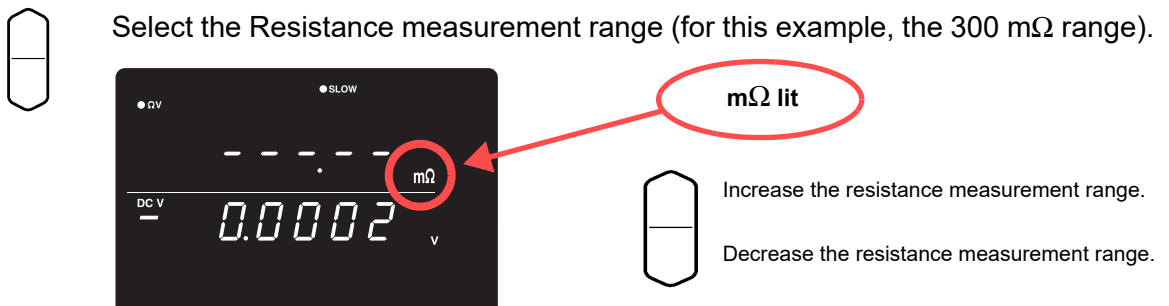 Select the Resistance measurement range (for this example, the 300 mΩ range).
●SLOW
●ΩV
mΩ lit
- - - - -.
mΩ
Increase the resistance measurement range.
DC V
0.0002
V
Decrease the resistance measurement range.